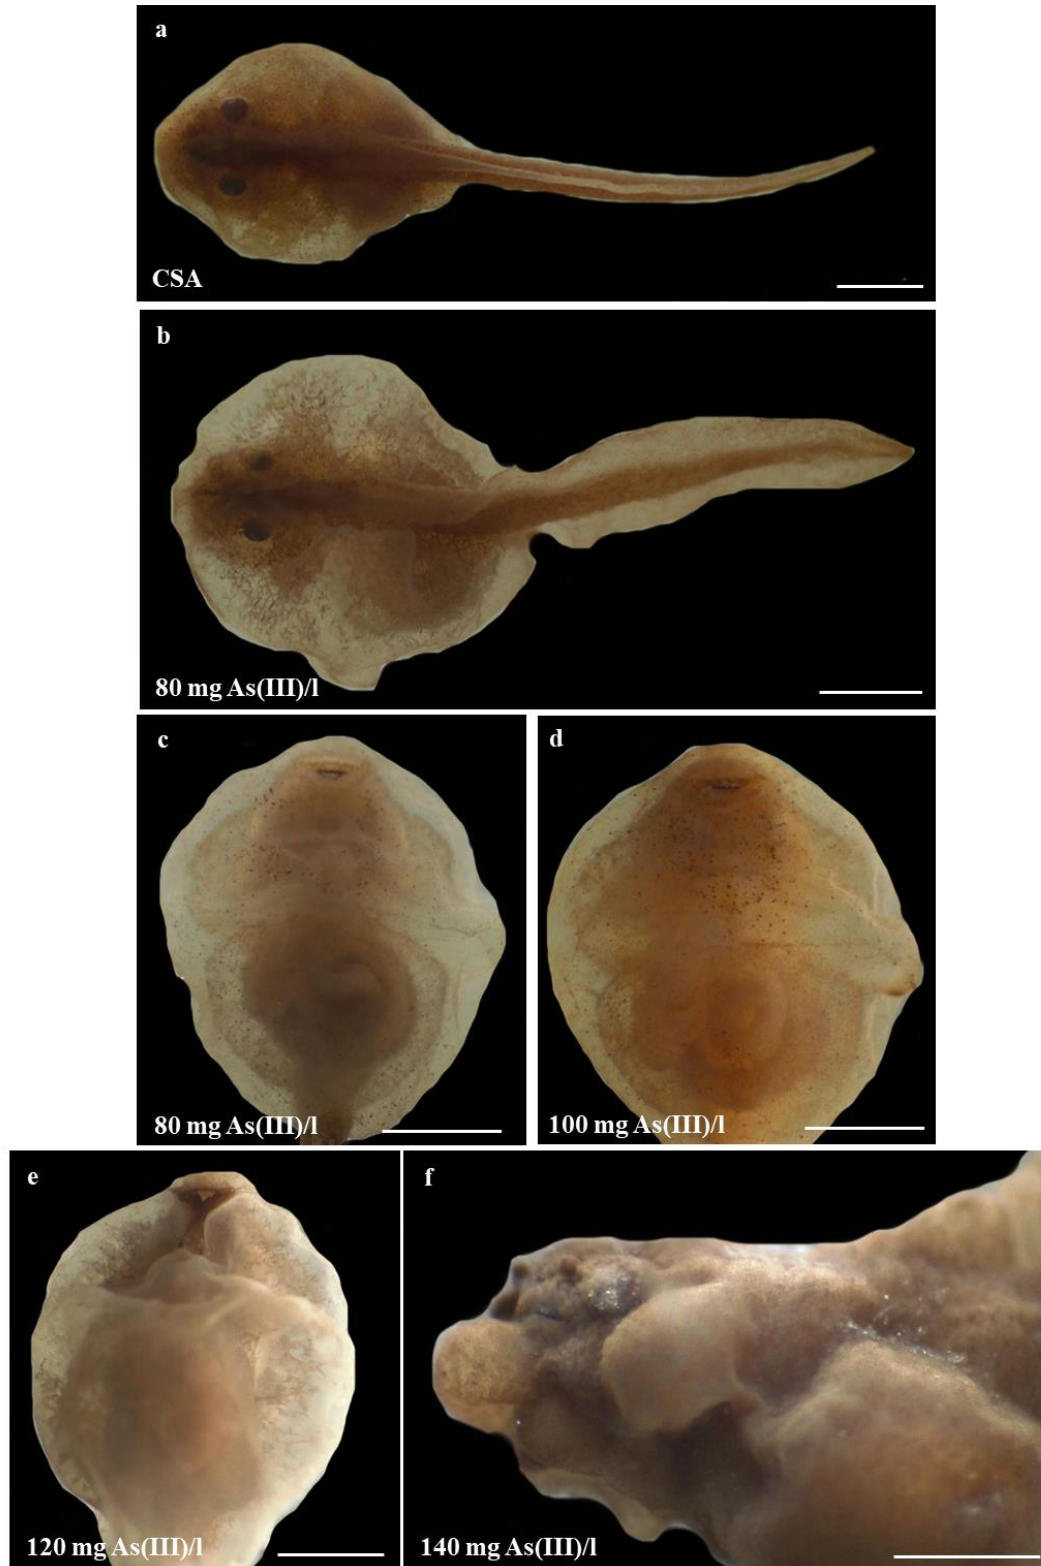 a
CSA
b
80 mg As(III)/l
c
80 mg As(III)/l
d
100 mg As(III)/l
e
120 mg As(III)/l
f
140 mg As(III)/l